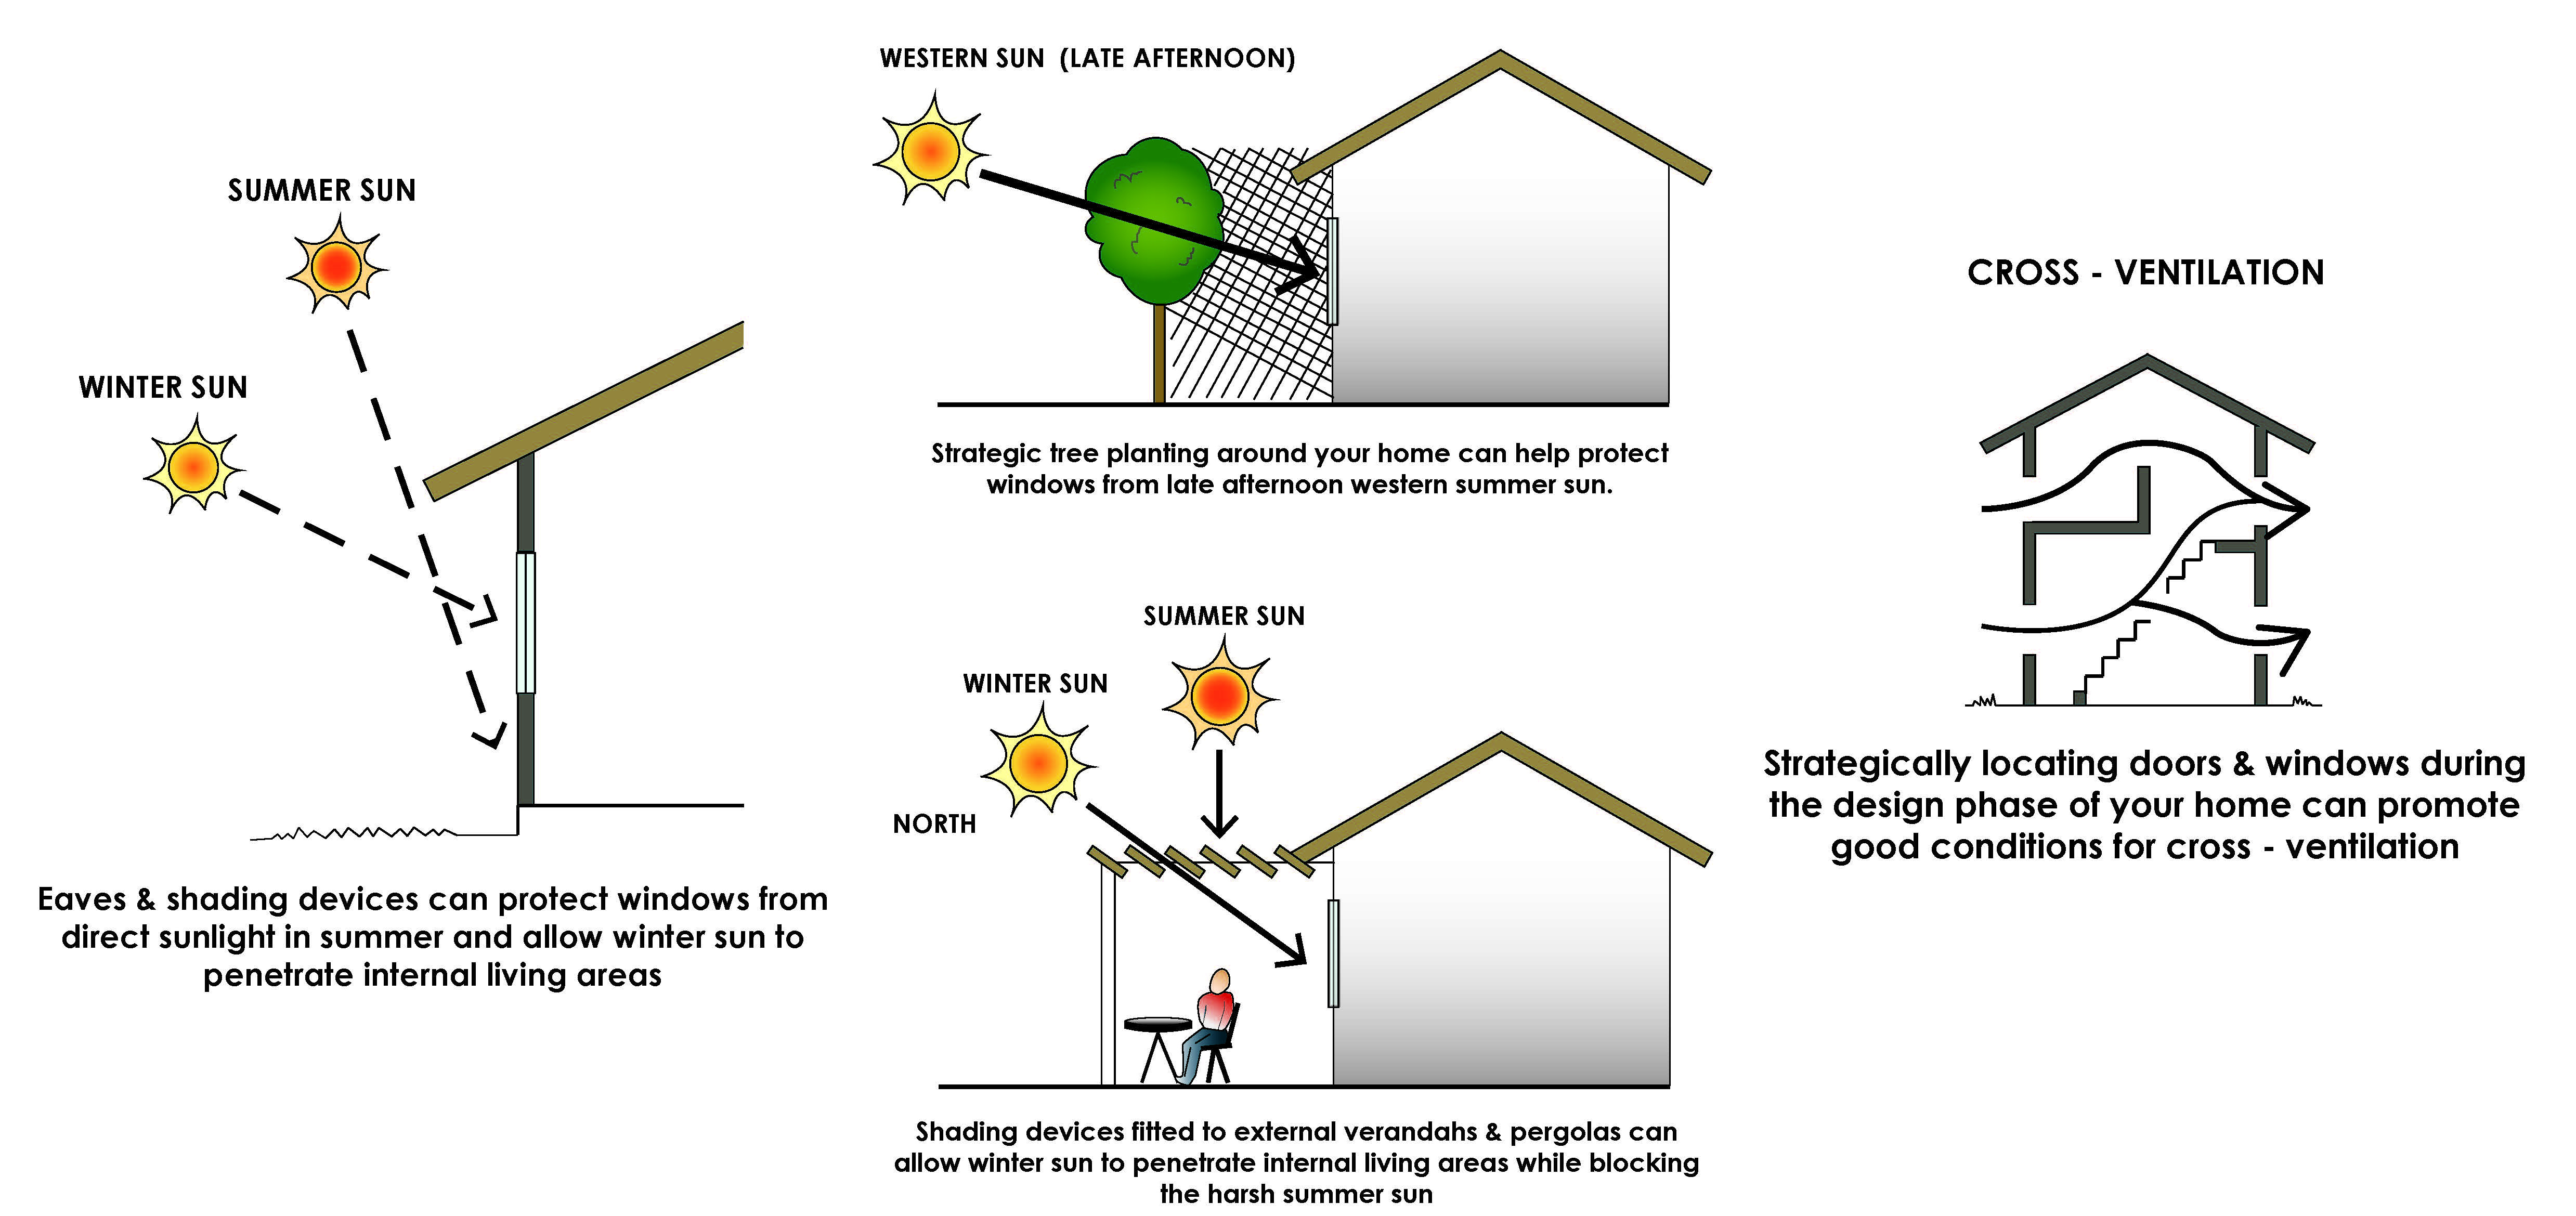 SUMMER SUN
WINTER SUN
Eaves & shading devices can protect windows from
direct sunlight in summer and allow winter sun to
penetrate internal living areas
WESTERN SUN (LATE AFTERNOON)
Strategic tree planting around your home can help protect
windows from late afternoon western summer sun.
SUMMER SUN
WINTER SUN
NORTH
Shading devices fitted to external verandahs & pergolas can
allow winter sun to penetrate internal living areas while blocking
the harsh summer sun
CROSS - VENTILATION
Strategically locating doors & windows during
the design phase of your home can promote
good conditions for cross - ventilation